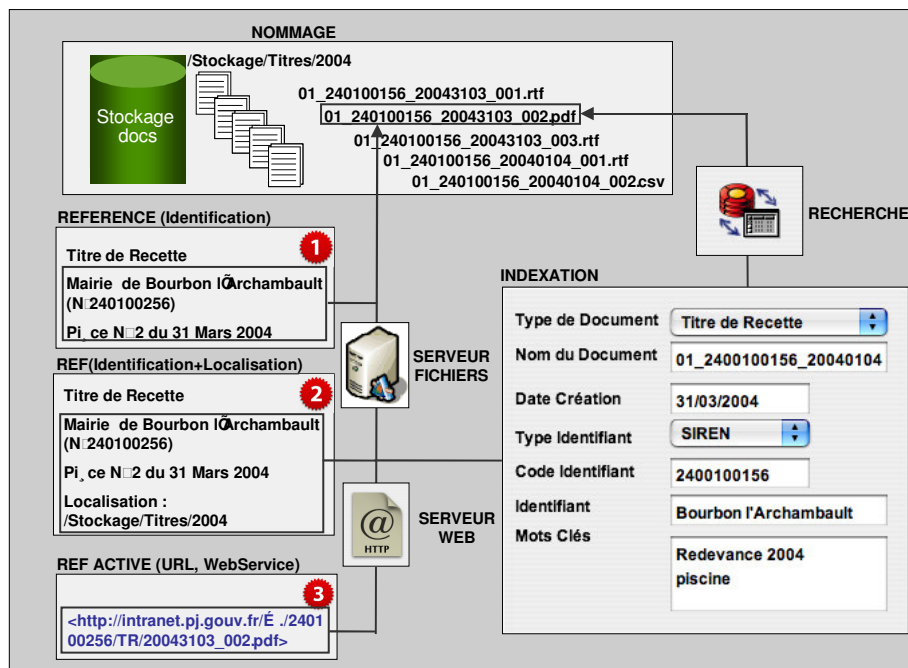 NOMMAGE
/Stockage/Titres/2004
Stockage
docs
01_240100156_20043103_001.rtf
01_240100156_20043103_002.pdf
01_240100156_20043103_003.rtf
01_240100156_20040104_001.rtf
01_240100156_20040104_002.csv
RECHERCHE
REFERENCE (Identification)
1
Titre de Recette
Mairie de Bourbon lÕArchambault
(N□240100256)
Pi¸ce N□2 du 31 Mars 2004
SERVEUR
FICHIERS
REF(Identification+Localisation)
2
Titre de Recette
Mairie de Bourbon lÕArchambault
(N□240100256)
Pi¸ce N□2 du 31 Mars 2004
Localisation :
/Stockage/Titres/2004
@
HTTP
SERVEUR
WEB
REF ACTIVE (URL, WebService)
3
<http://intranet.pj.gouv.fr/É ./2401
00256/TR/20043103_002.pdf>
INDEXATION
Type de Document Titre de Recette
Nom du Document 01_2400100156_20040104
Date Création 31/03/2004
Type Identifiant SIREN
Code Identifiant 2400100156
Identifiant Bourbon l'Archambault
Mots Clés
Redevance 2004
piscine